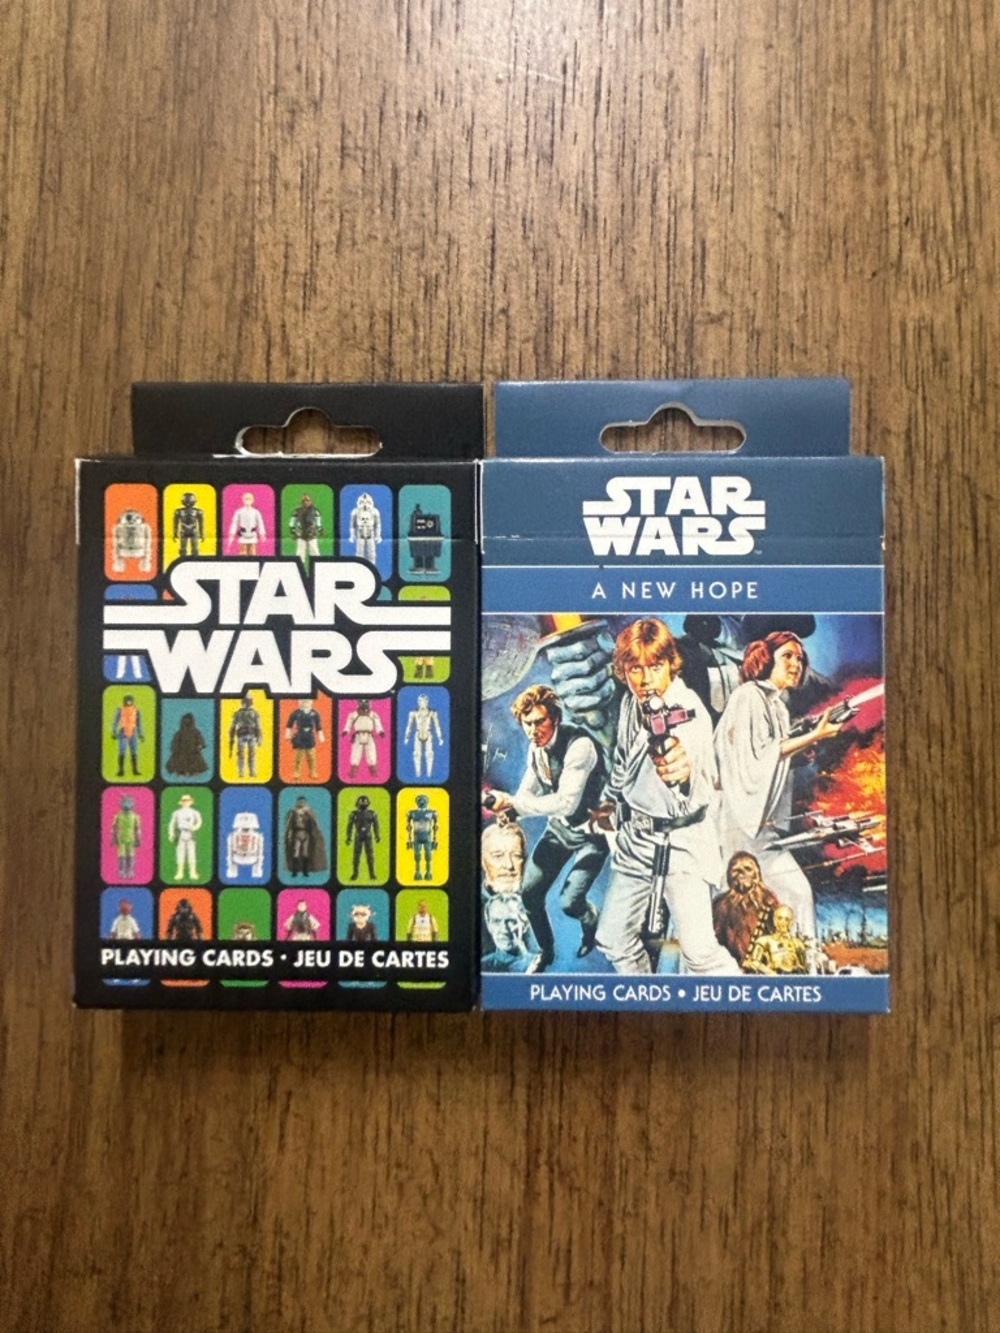 STAR
WARS
PLAYING CARDS · JEU DE CARTES
STAR
WARS
A NEW HOPE
PLAYING CARDS • JEU DE CARTES